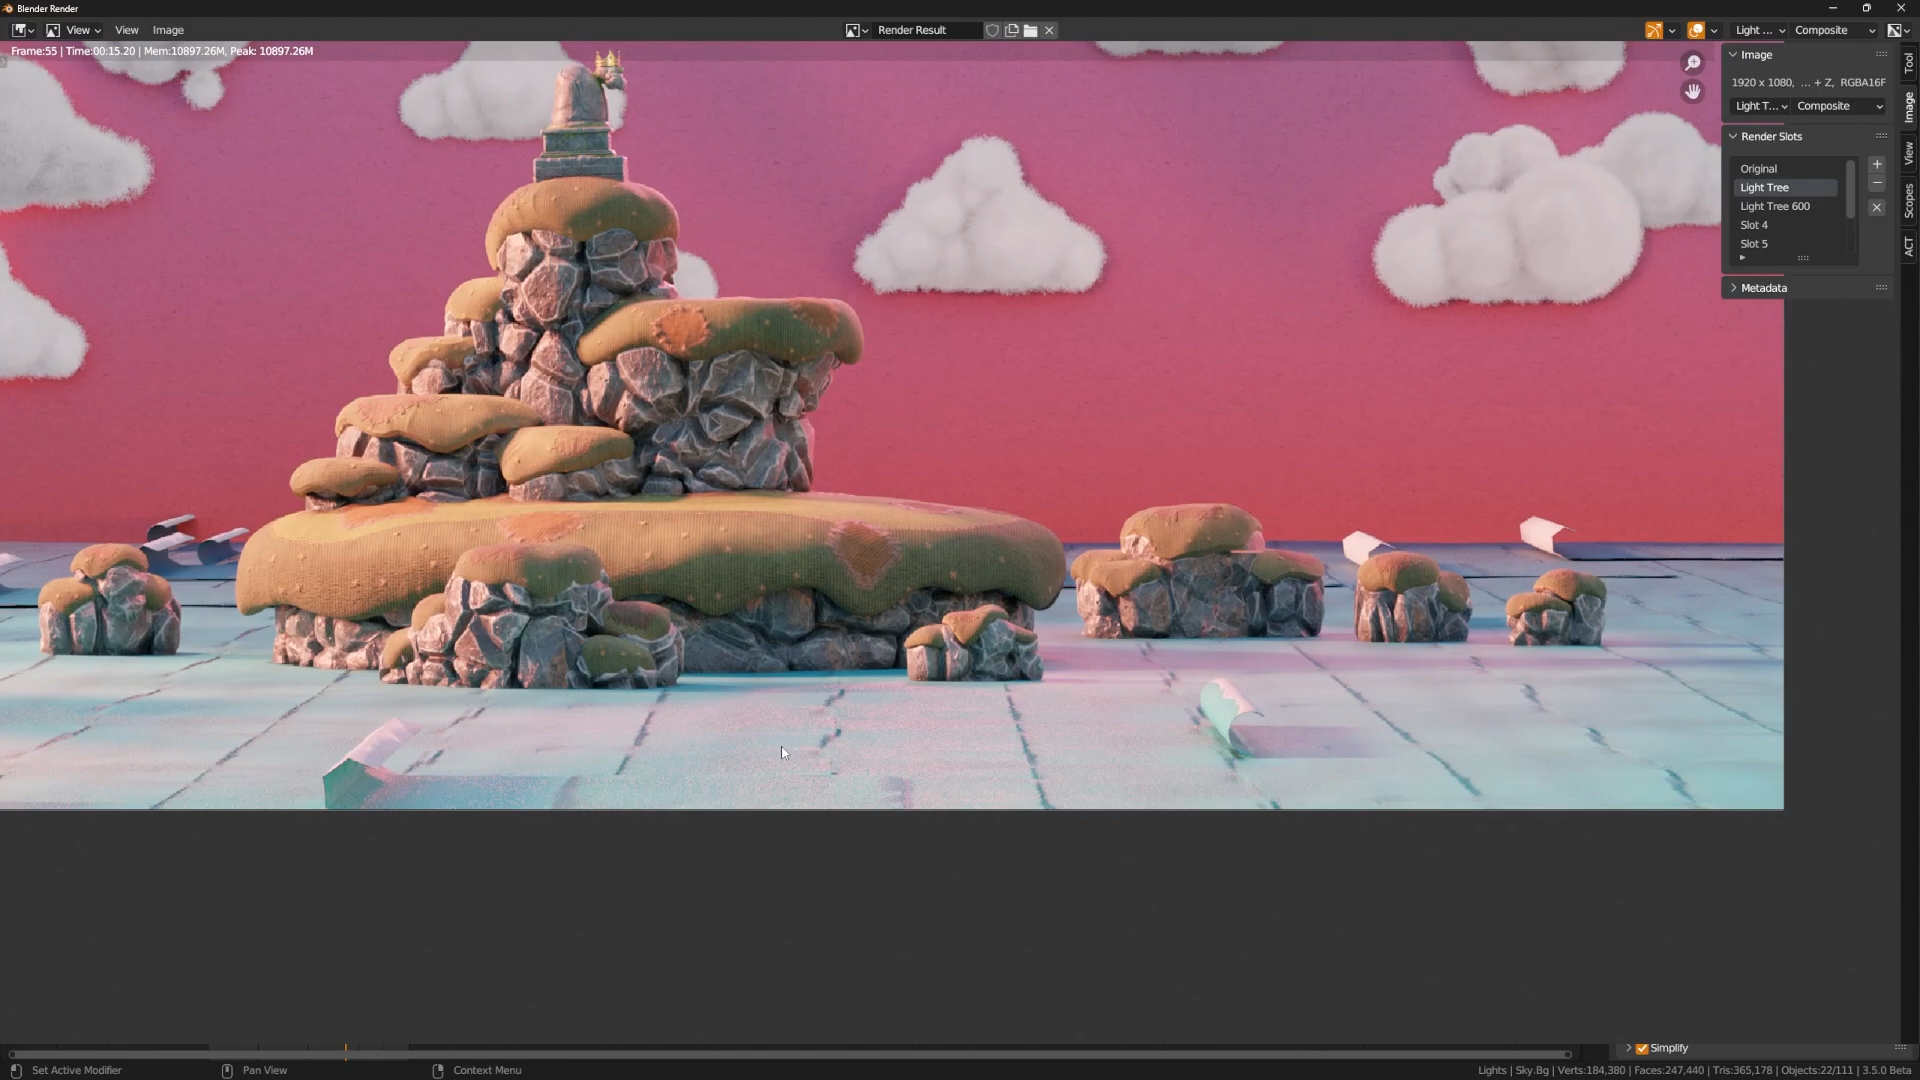 Blender Render
View
View
Image
Render Result
Light ...
Composite
Frame:55 | Time:00:15.20 | Mem:10897.26M, Peak: 10897.26M
Image
1920 x 1080, ... + Z, RGBA16F
Light T...
Composite
Render Slots
Original
Light Tree
Light Tree 600
Slot 4
Slot 5
Metadata
Tool
Image
View
Scopes
ACT
Simplify
Set Active Modifier
Pan View
Context Menu
Lights | Sky.Bg | Verts:184,380 | Faces:247,440 | Tris:365,178 | Objects:22/111 | 3.5.0 Beta